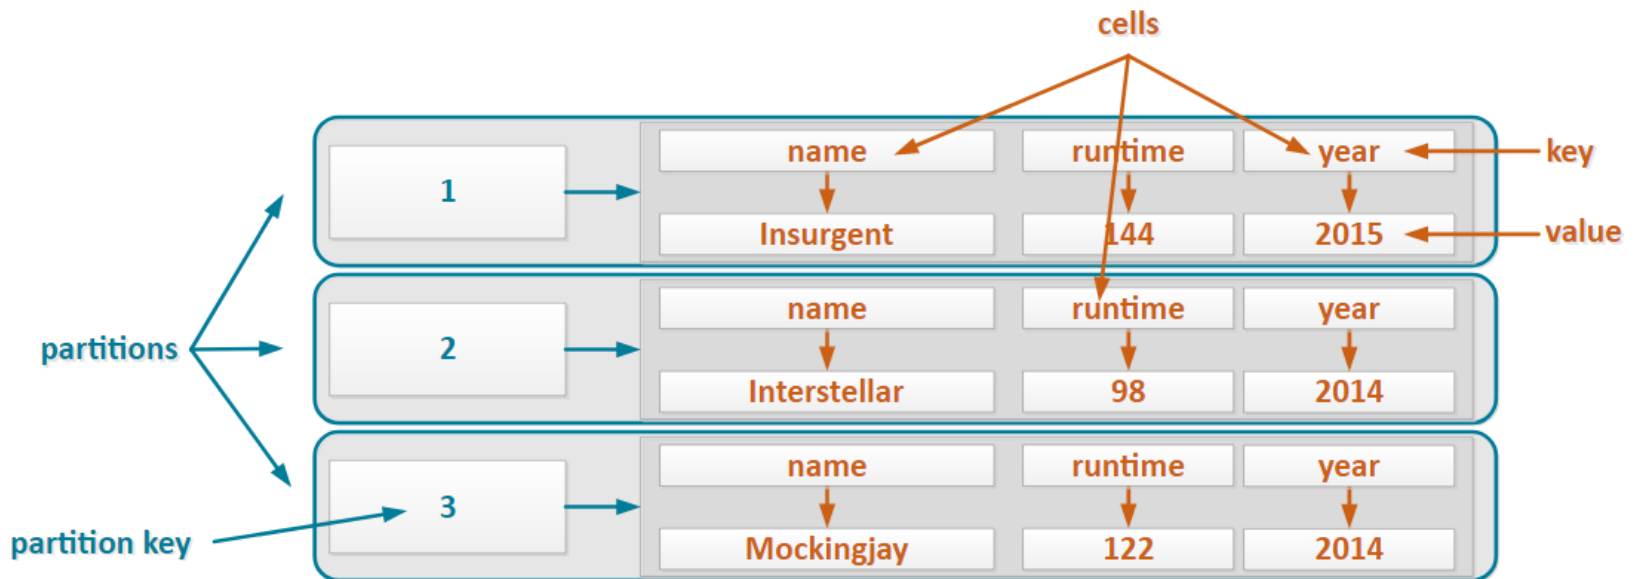 cells
name runtime year key
1
Insurgent 144 2015 value
name runtime year
partitions 2
Interstellar 98 2014
name runtime year
3
partition key
Mockingjay 122 2014